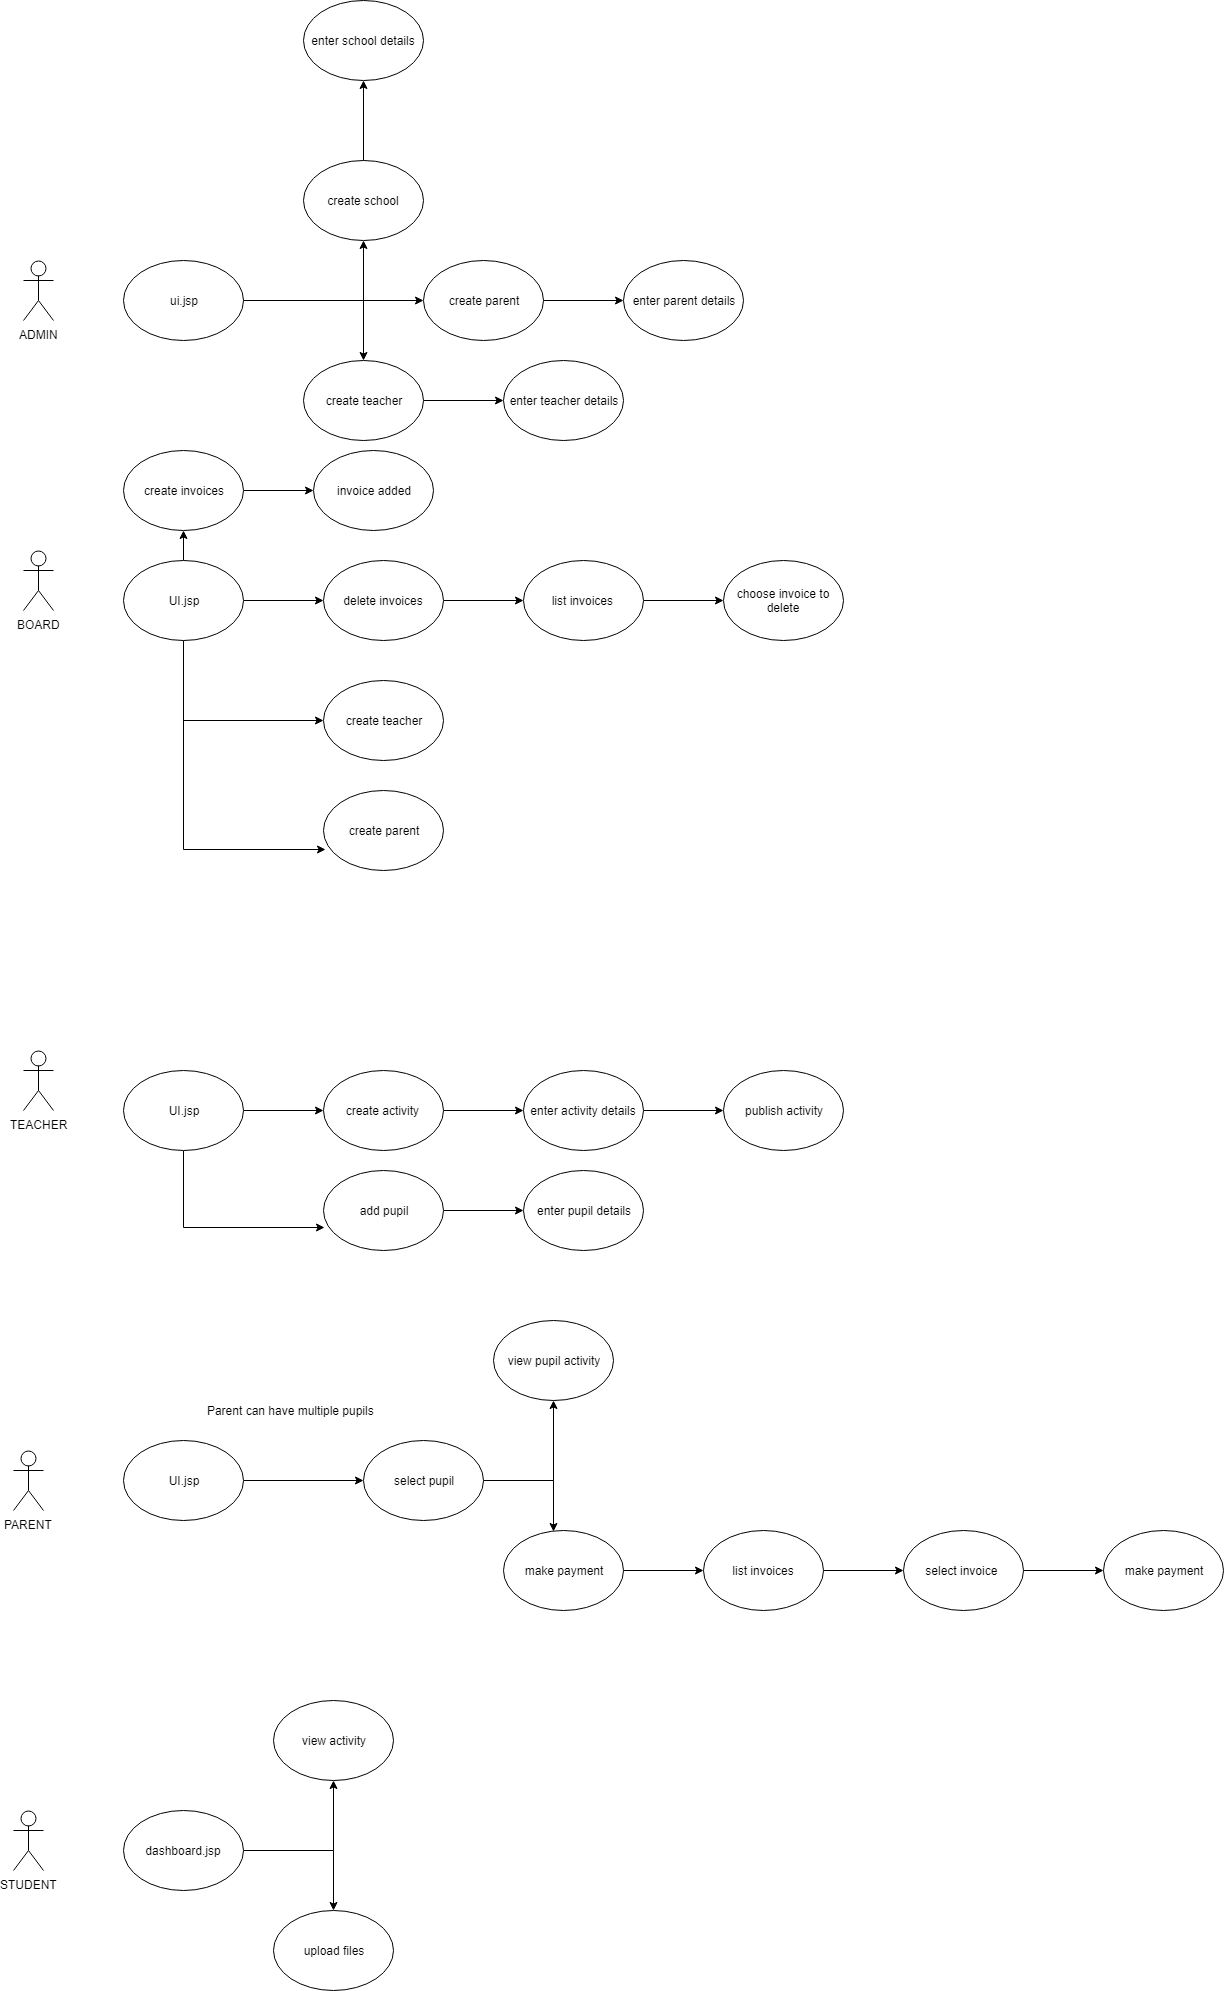 enter school details
create school
ui.jsp
create parent
enter parent details
ADMIN
create teacher
enter teacher details
create invoices
invoice added
UI.jsp
delete invoices
list invoices
choose invoice to
delete
BOARD
create teacher
create parent
UI.jsp
create activity
enter activity details
publish activity
TEACHER
add pupil
enter pupil details
view pupil activity
Parent can have multiple pupils
UI.jsp
select pupil
PARENT
make payment
list invoices
select invoice
make payment
view activity
dashboard.jsp
STUDENT
upload files